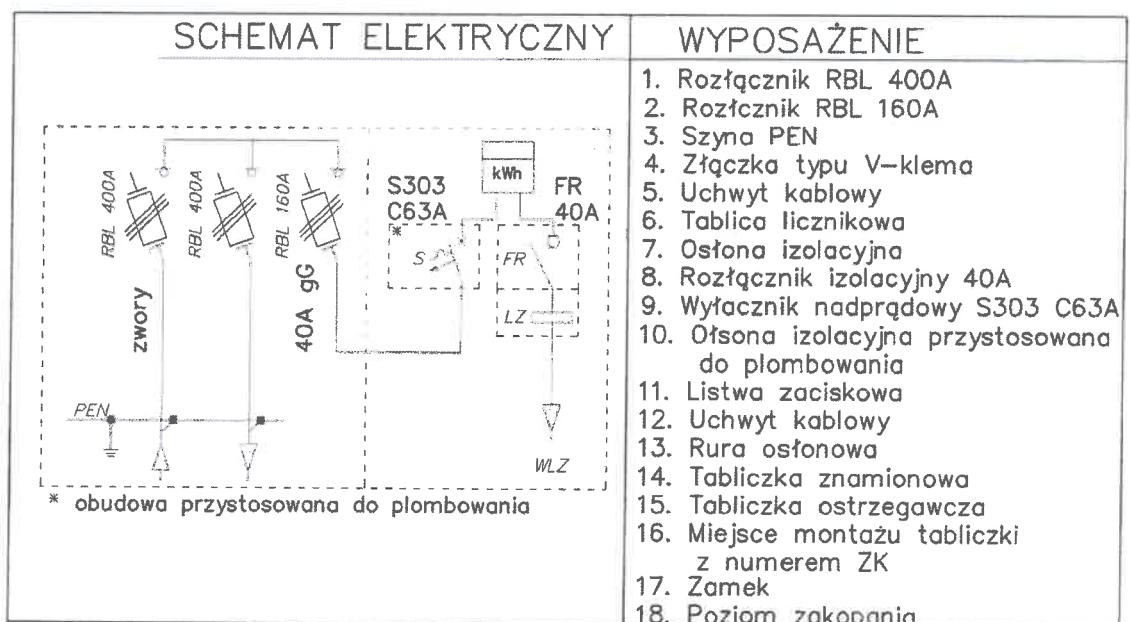 SCHEMAT ELEKTRYCZNY
RBL 400A
RBL 400A
RBL 160A
S303
C63A
*
kWh
FR
40A
S
FR
LZ
zwory
40A gG
PEN
WLZ
* obudowa przystosowana do plombowania
WYPOSAŻENIE
1. Rozłącznik RBL 400A
2. Rozłcznik RBL 160A
3. Szyna PEN
4. Złączka typu V-klema
5. Uchwyt kablowy
6. Tablica licznikowa
7. Osłona izolacyjna
8. Rozłącznik izolacyjny 40A
9. Wyłacznik nadprądowy S303 C63A
10. Ołsona izolacyjna przystosowana
do plombowania
11. Listwa zaciskowa
12. Uchwyt kablowy
13. Rura osłonowa
14. Tabliczka znamionowa
15. Tabliczka ostrzegawcza
16. Miejsce montażu tabliczki
z numerem ZK
17. Zamek
18. Poziom zakopania